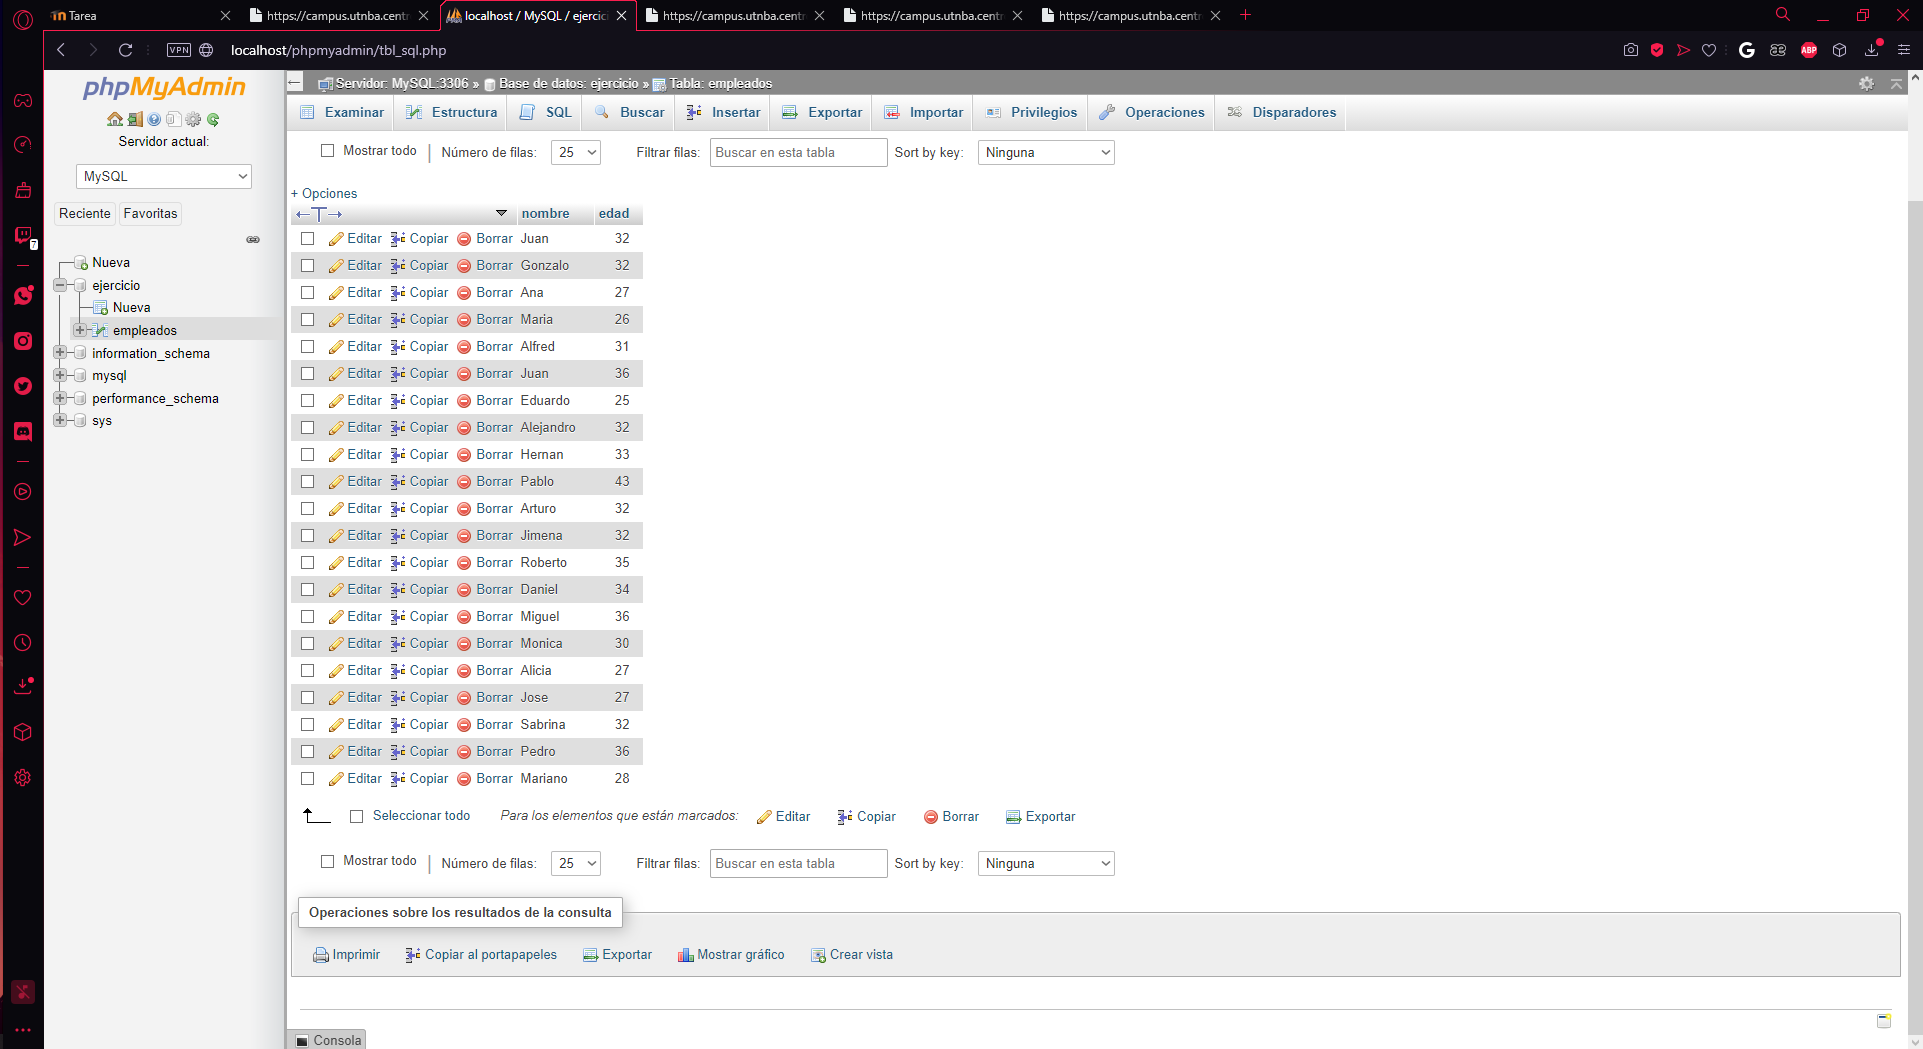 Tarea
https://campus.utnba.centr
localhost / MySQL / ejercic
https://campus.utnba.centr
https://campus.utnba.centr
https://campus.utnba.centr
VPN
localhost/phpmyadmin/tbl_sql.php
G
ABP
phpMyAdmin
Servidor actual:
MySQL
Reciente
Favoritas
7
Nueva
ejercicio
Nueva
empleados
information_schema
mysql
performance_schema
sys
Servidor: MySQL:3306 » Base de datos: ejercicio » Tabla: empleados
Examinar Estructura SQL Buscar Insertar Exportar Importar Privilegios Operaciones Disparadores
Mostrar todo | Número de filas: 25 Filtrar filas: Buscar en esta tabla Sort by key: Ninguna
+ Opciones
←T→ nombre edad
Editar Copiar Borrar Juan 32
Editar Copiar Borrar Gonzalo 32
Editar Copiar Borrar Ana 27
Editar Copiar Borrar Maria 26
Editar Copiar Borrar Alfred 31
Editar Copiar Borrar Juan 36
Editar Copiar Borrar Eduardo 25
Editar Copiar Borrar Alejandro 32
Editar Copiar Borrar Hernan 33
Editar Copiar Borrar Pablo 43
Editar Copiar Borrar Arturo 32
Editar Copiar Borrar Jimena 32
Editar Copiar Borrar Roberto 35
Editar Copiar Borrar Daniel 34
Editar Copiar Borrar Miguel 36
Editar Copiar Borrar Monica 30
Editar Copiar Borrar Alicia 27
Editar Copiar Borrar Jose 27
Editar Copiar Borrar Sabrina 32
Editar Copiar Borrar Pedro 36
Editar Copiar Borrar Mariano 28
Seleccionar todo Para los elementos que están marcados: Editar Copiar Borrar Exportar
Mostrar todo | Número de filas: 25 Filtrar filas: Buscar en esta tabla Sort by key: Ninguna
Operaciones sobre los resultados de la consulta
Imprimir Copiar al portapapeles Exportar Mostrar gráfico Crear vista
Consola